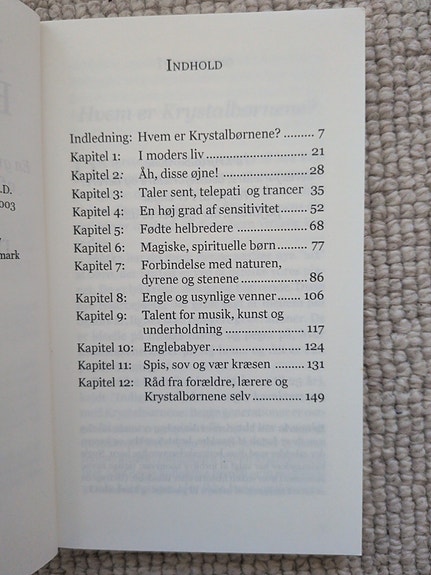 INDHOLD
Indledning: Hvem er Krystalbørnene? ......... 7
Kapitel 1: I moders liv ............................ 21
Kapitel 2: Åh, disse øjne! ........................ 28
Kapitel 3: Taler sent, telepati og trancer 35
Kapitel 4: En høj grad af sensitivitet ...... 52
Kapitel 5: Fødte helbredere .................... 68
Kapitel 6: Magiske, spirituelle børn ........ 77
Kapitel 7: Forbindelse med naturen,
dyrene og stenene ................ 86
Kapitel 8: Engle og usynlige venner ....... 106
Kapitel 9: Talent for musik, kunst og
underholdning .................... 117
Kapitel 10: Englebabyer .......................... 124
Kapitel 11: Spis, sov og vær kræsen ........ 131
Kapitel 12: Råd fra forældre, lærere og
Krystalbørnene selv ............. 149
.D.
003
mark